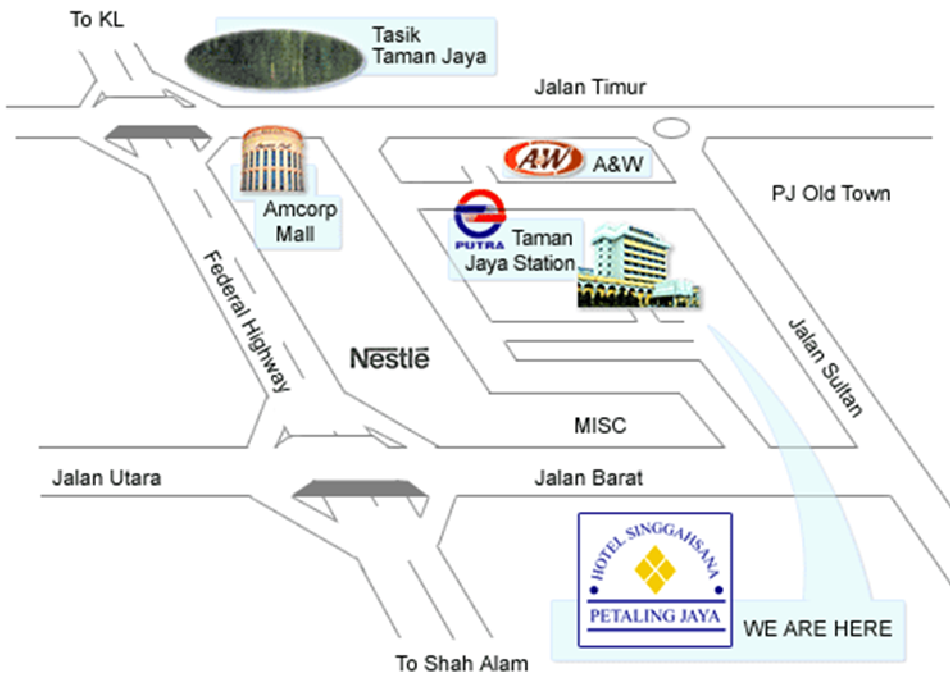 To KL
Tasik
Taman Jaya
Jalan Timur
A&W
A&W
PJ Old Town
Amcorp
Mall
PUTRA
Taman
Jaya Station
Federal Highway
Nestlé
Jalan Sultan
MISC
Jalan Utara
Jalan Barat
HOTEL SINGGAHSANA
PETALING JAYA
WE ARE HERE
To Shah Alam